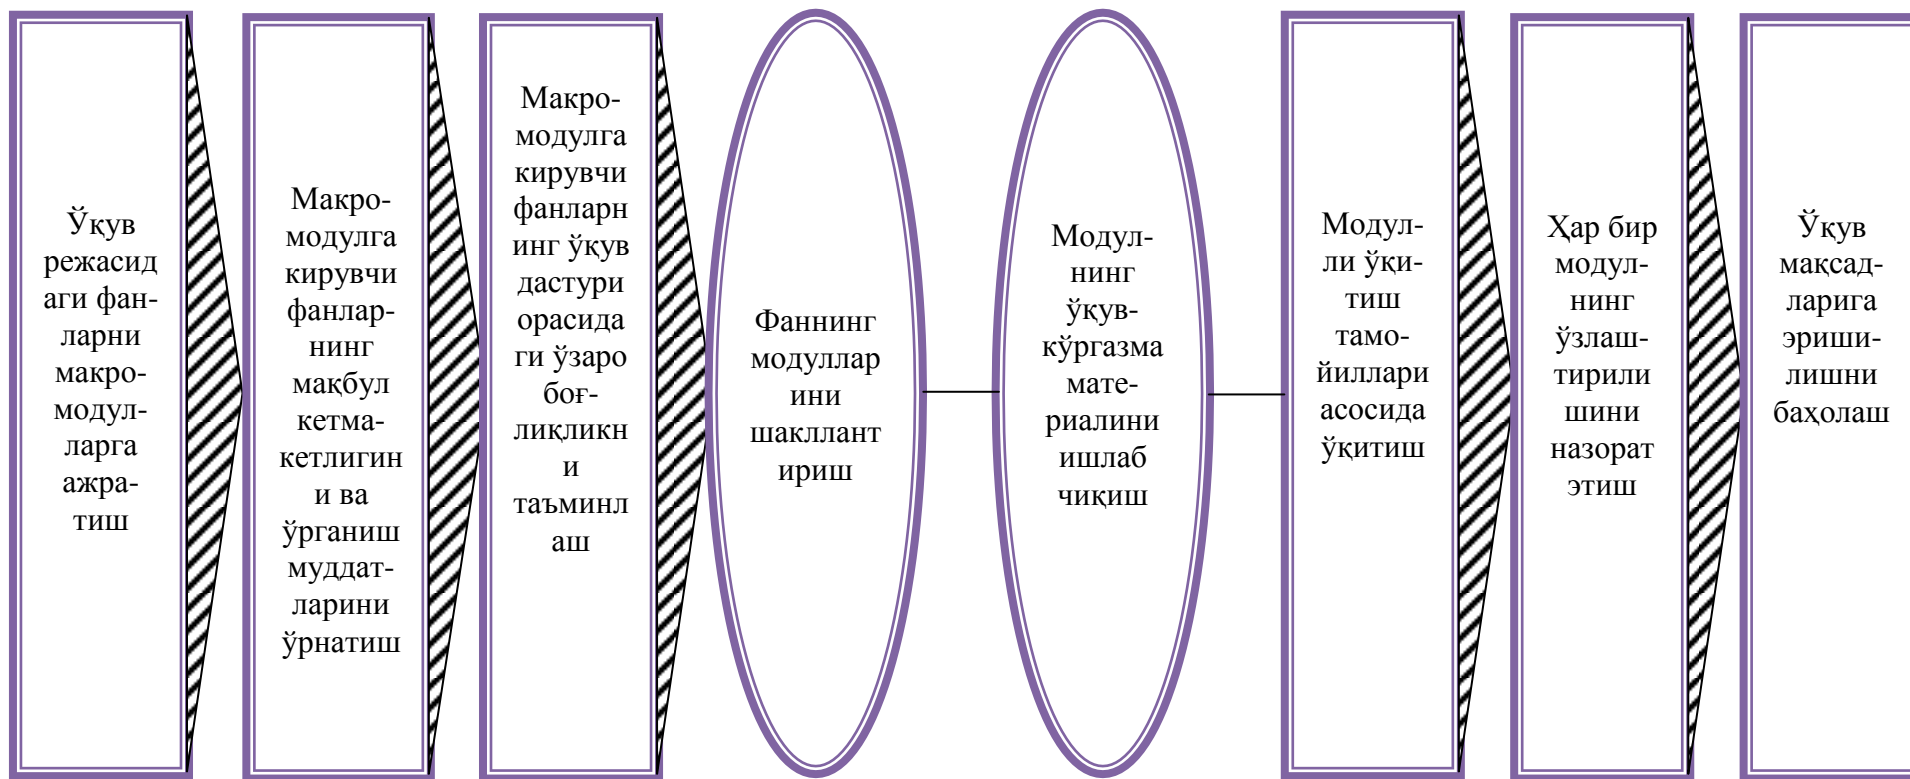 Ўқув
режасид
аги фан-
ларни
макро-
модул-
ларга
ажра-
тиш
Макро-
модулга
кирувчи
фанлар-
нинг
мақбул
кетма-
кетлигин
и ва
ўрганиш
муддат-
ларини
ўрнатиш
Макро-
модулга
кирувчи
фанларн
инг ўқув
дастури
орасида
ги ўзаро
боғ-
лиқликн
и
таъминл
аш
Фаннинг
модуллар
ини
шакллант
ириш
Модул-
нинг
ўқув-
кўргазма
мате-
риалини
ишлаб
чиқиш
Модул-
ли ўқи-
тиш
тамо-
йиллари
асосида
ўқитиш
Ҳар бир
модул-
нинг
ўзлаш-
тирили
шини
назорат
этиш
Ўқув
мақсад-
ларига
эриши-
лишни
баҳолаш